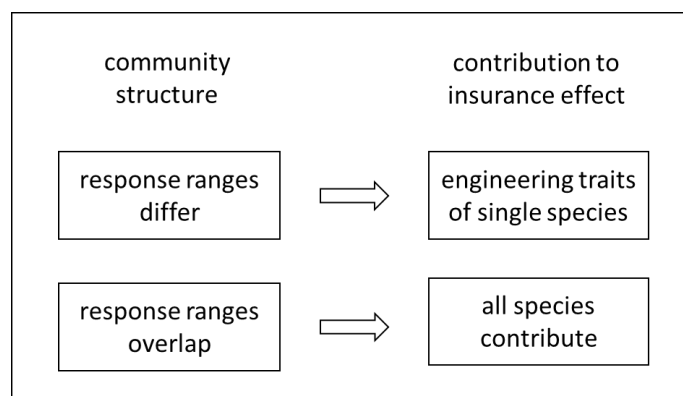 community
structure
contribution to
insurance effect
response ranges
differ
engineering traits
of single species
response ranges
overlap
all species
contribute